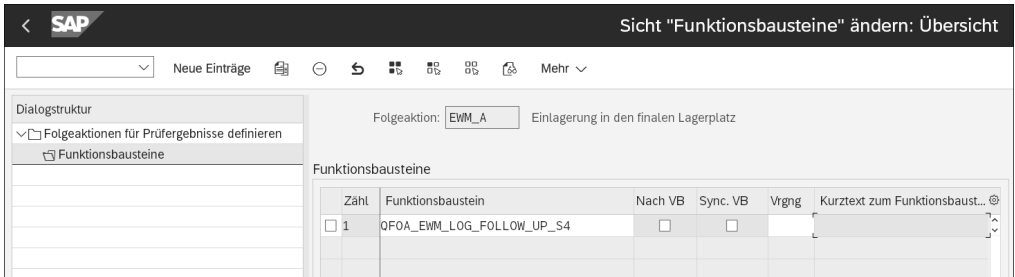 SAP
Sicht "Funktionsbausteine" ändern: Übersicht
Neue Einträge
Mehr
Dialogstruktur
Folgeaktionen für Prüfergebnisse definieren
Funktionsbausteine
Folgeaktion: EWM_A Einlagerung in den finalen Lagerplatz
Funktionsbausteine
Zähl Funktionsbaustein Nach VB Sync. VB Vrgng Kurztext zum Funktionsbaust...
1 QFOA_EWM_LOG_FOLLOW_UP_S4